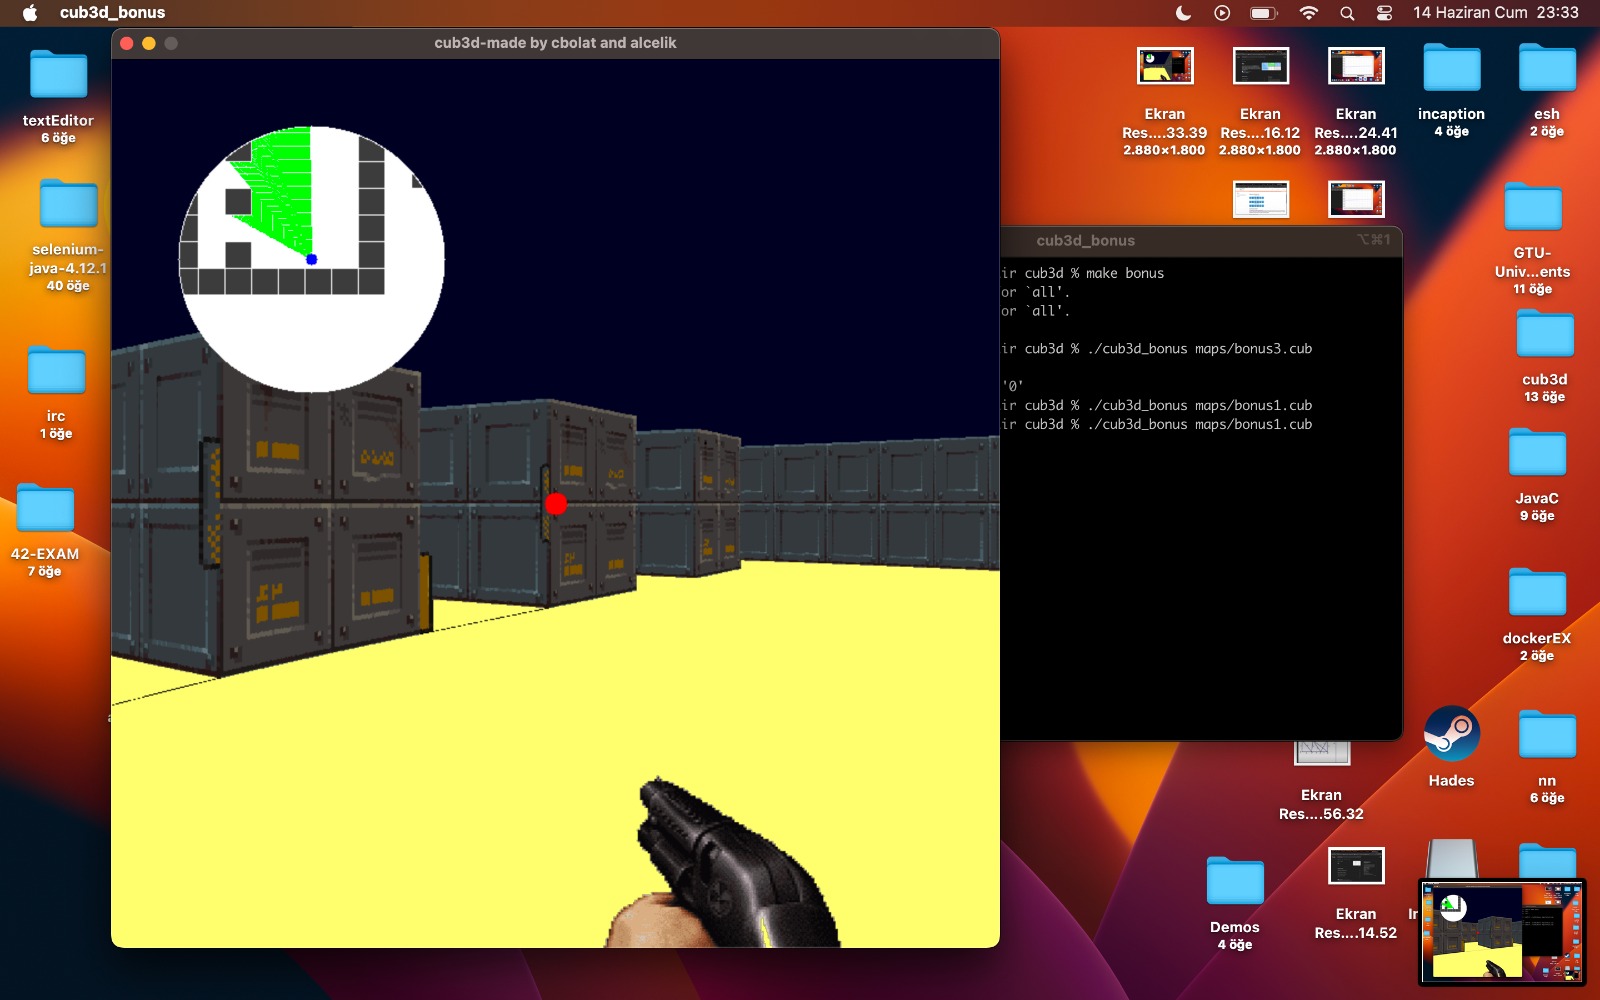 cub3d_bonus
14 Haziran Cum 23:33
cub3d-made by cbolat and alcelik
textEditor
6 öğe
selenium-
java-4.12.1
40 öğe
irc
1 öğe
42-EXAM
7 öğe
Ekran
Res....33.39
2.880×1.800
Ekran
Res....16.12
2.880×1.800
Ekran
Res....24.41
2.880×1.800
incaption
4 öğe
esh
2 öğe
cub3d_bonus
⌥⌘1
ir cub3d % make bonus
or `all'.
or `all'.
ir cub3d % ./cub3d_bonus maps/bonus3.cub
'0'
ir cub3d % ./cub3d_bonus maps/bonus1.cub
ir cub3d % ./cub3d_bonus maps/bonus1.cub
GTU-
Univ...ents
11 öğe
cub3d
13 öğe
JavaC
9 öğe
dockerEX
2 öğe
Hades
nn
6 öğe
Ekran
Res....56.32
Demos
4 öğe
Ekran
Res....14.52